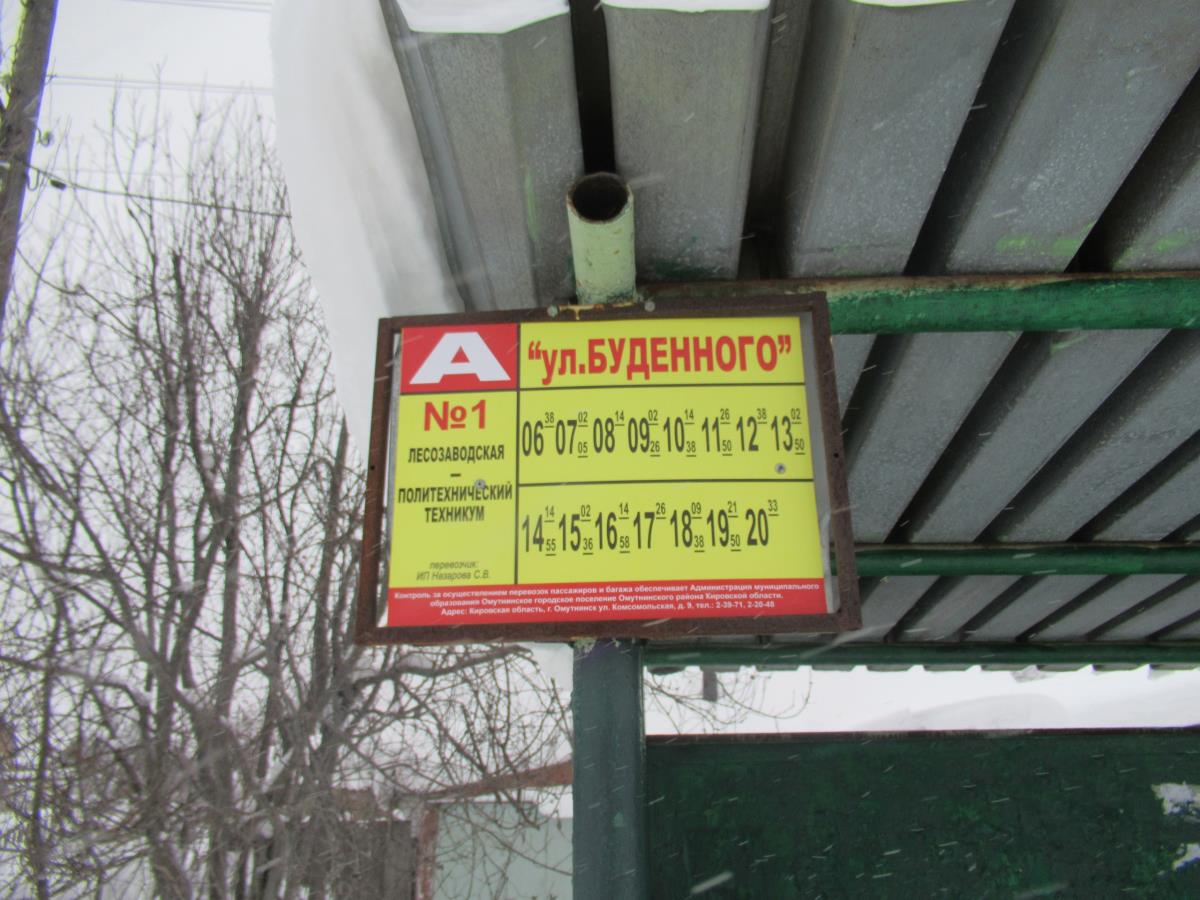 А
"ул.БУДЕННОГО"
№1
ЛЕСОЗАВОДСКАЯ
–
ПОЛИТЕХНИЧЕСКИЙ
ТЕХНИКУМ
перевозчик:
ИП Назарова С.В.
06 38 07 02 05 08 14 09 02 26 10 14 38 11 26 50 12 38 13 02 50
14 14 55 15 02 36 16 14 58 17 26 18 09 38 19 21 50 20 33
Контроль за осуществлением перевозок пассажиров и багажа обеспечивает Администрация муниципального
образования Омутнинское городское поселение Омутнинского района Кировской области.
Адрес: Кировская область, г. Омутнинск ул. Комсомольская, д. 9, тел.: 2-39-71, 2-20-48